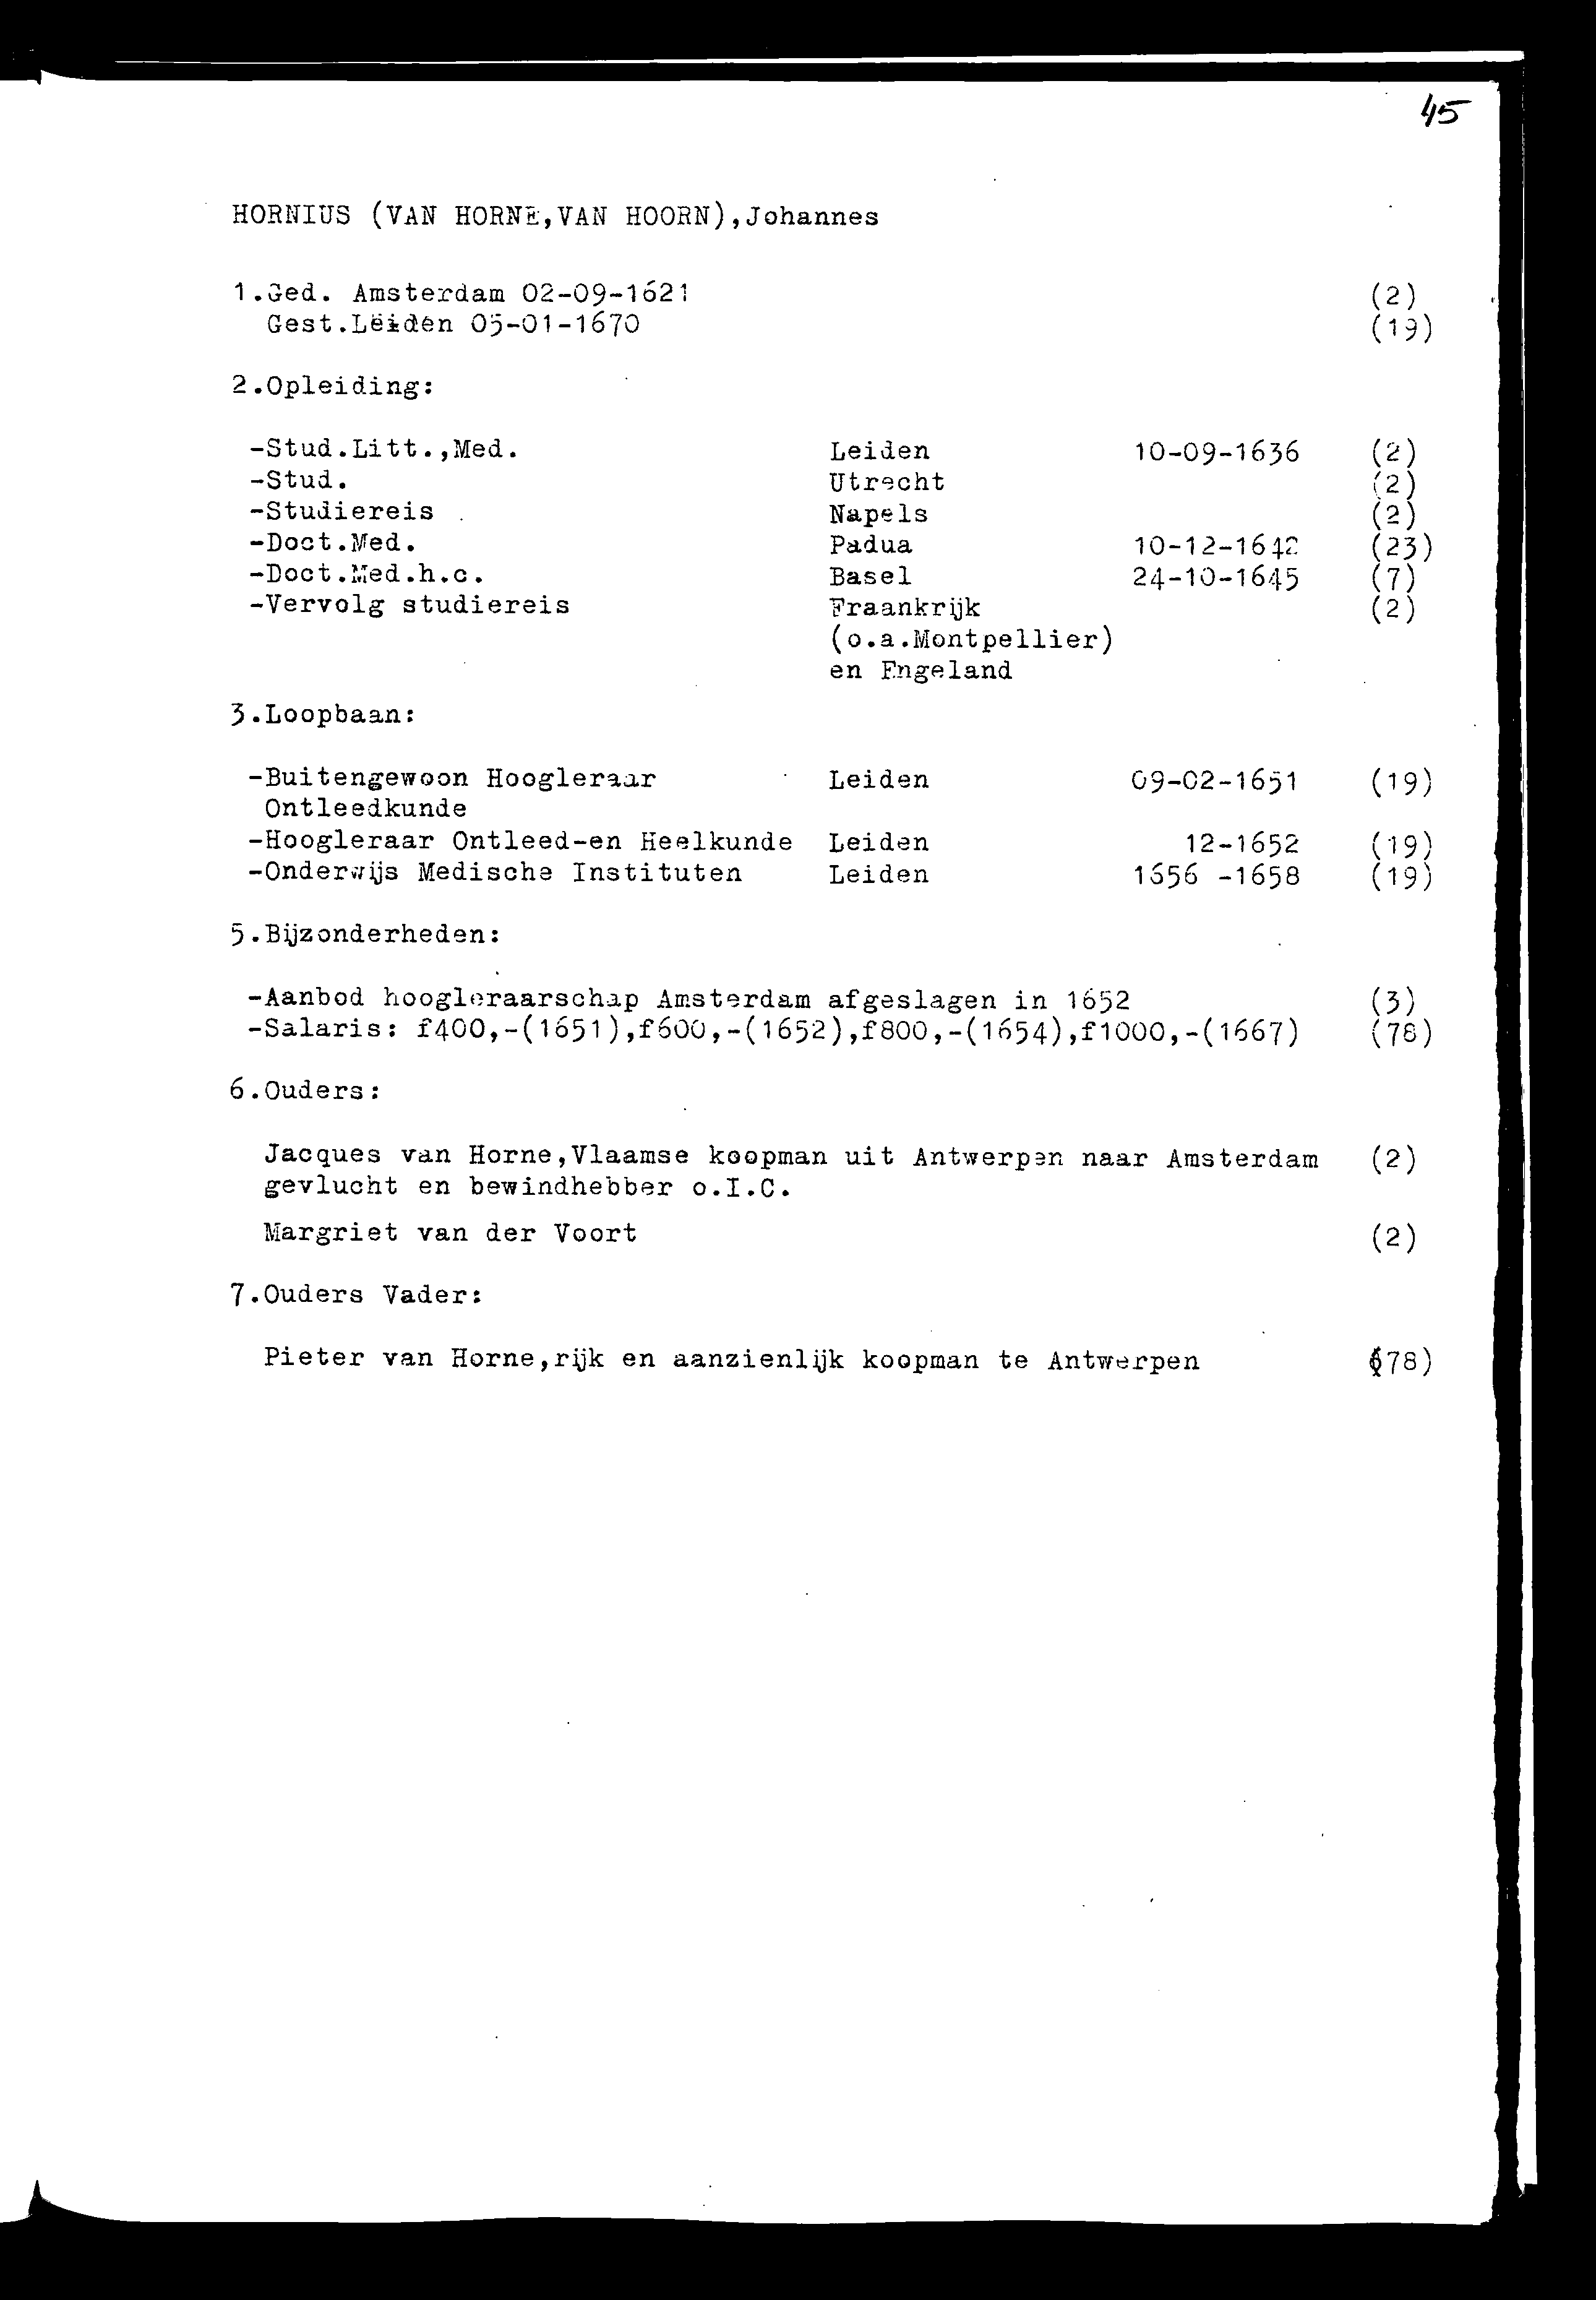 45
HORNIUS (VAN HORNE,VAN HOORN),Johannes
1.Ged. Amsterdam 02-09-1621 (2)
Gest.Leiden 05-01-1670 (19)
2.Opleiding:
-Stud.Litt.,Med. Leiden 10-09-1636 (2)
-Stud. Utrecht (2)
-Studiereis Napels (2)
-Doct.Med. Padua 10-12-1642 (23)
-Doct.Med.h.c. Basel 24-10-1645 (7)
-Vervolg studiereis Fraankrijk (2)
(o.a.Montpellier)
en Engeland
3.Loopbaan:
-Buitengewoon Hoogleraar Leiden 09-02-1651 (19)
Ontleedkunde
-Hoogleraar Ontleed-en Heelkunde Leiden 12-1652 (19)
-Onderwijs Medische Instituten Leiden 1656 -1658 (19)
5.Bijzonderheden:
-Aanbod hoogleraarschap Amsterdam afgeslagen in 1652 (3)
-Salaris: f400,-(1651),f600,-(1652),f800,-(1654),f1000,-(1667) (78)
6.Ouders:
Jacques van Horne,Vlaamse koopman uit Antwerpen naar Amsterdam (2)
gevlucht en bewindhebber o.I.C.
Margriet van der Voort (2)
7.Ouders Vader:
Pieter van Horne,rijk en aanzienlijk koopman te Antwerpen (78)